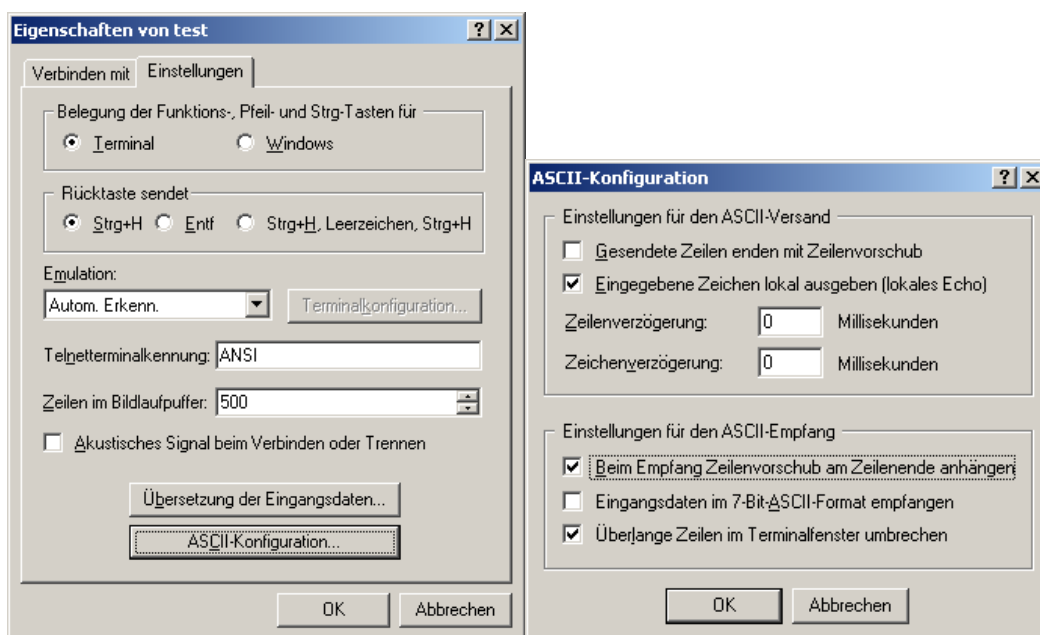 Eigenschaften von test
Verbinden mit Einstellungen
Belegung der Funktions-, Pfeil- und Strg-Tasten für
Terminal Windows
Rücktaste sendet
Strg+H Entf Strg+H, Leerzeichen, Strg+H
Emulation:
Autom. Erkenn. Terminalkonfiguration...
Telnetterminalkennung: ANSI
Zeilen im Bildlaufpuffer: 500
Akustisches Signal beim Verbinden oder Trennen
Übersetzung der Eingangsdaten...
ASCII-Konfiguration...
OK Abbrechen
ASCII-Konfiguration
Einstellungen für den ASCII-Versand
Gesendete Zeilen enden mit Zeilenvorschub
Eingegebene Zeichen lokal ausgeben (lokales Echo)
Zeilenverzögerung: 0 Millisekunden
Zeichenverzögerung: 0 Millisekunden
Einstellungen für den ASCII-Empfang
Beim Empfang Zeilenvorschub am Zeilenende anhängen
Eingangsdaten im 7-Bit-ASCII-Format empfangen
Überlange Zeilen im Terminalfenster umbrechen
OK Abbrechen